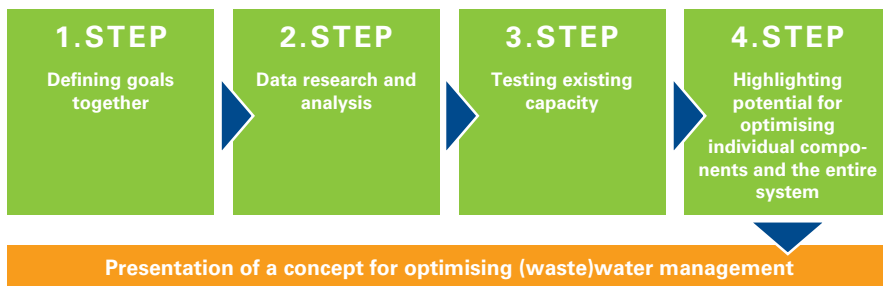 1.STEP
Defining goals
together
2.STEP
Data research and
analysis
3.STEP
Testing existing
capacity
4.STEP
Highlighting
potential for
optimising
individual compo-
nents and the entire
system
Presentation of a concept for optimising (waste)water management